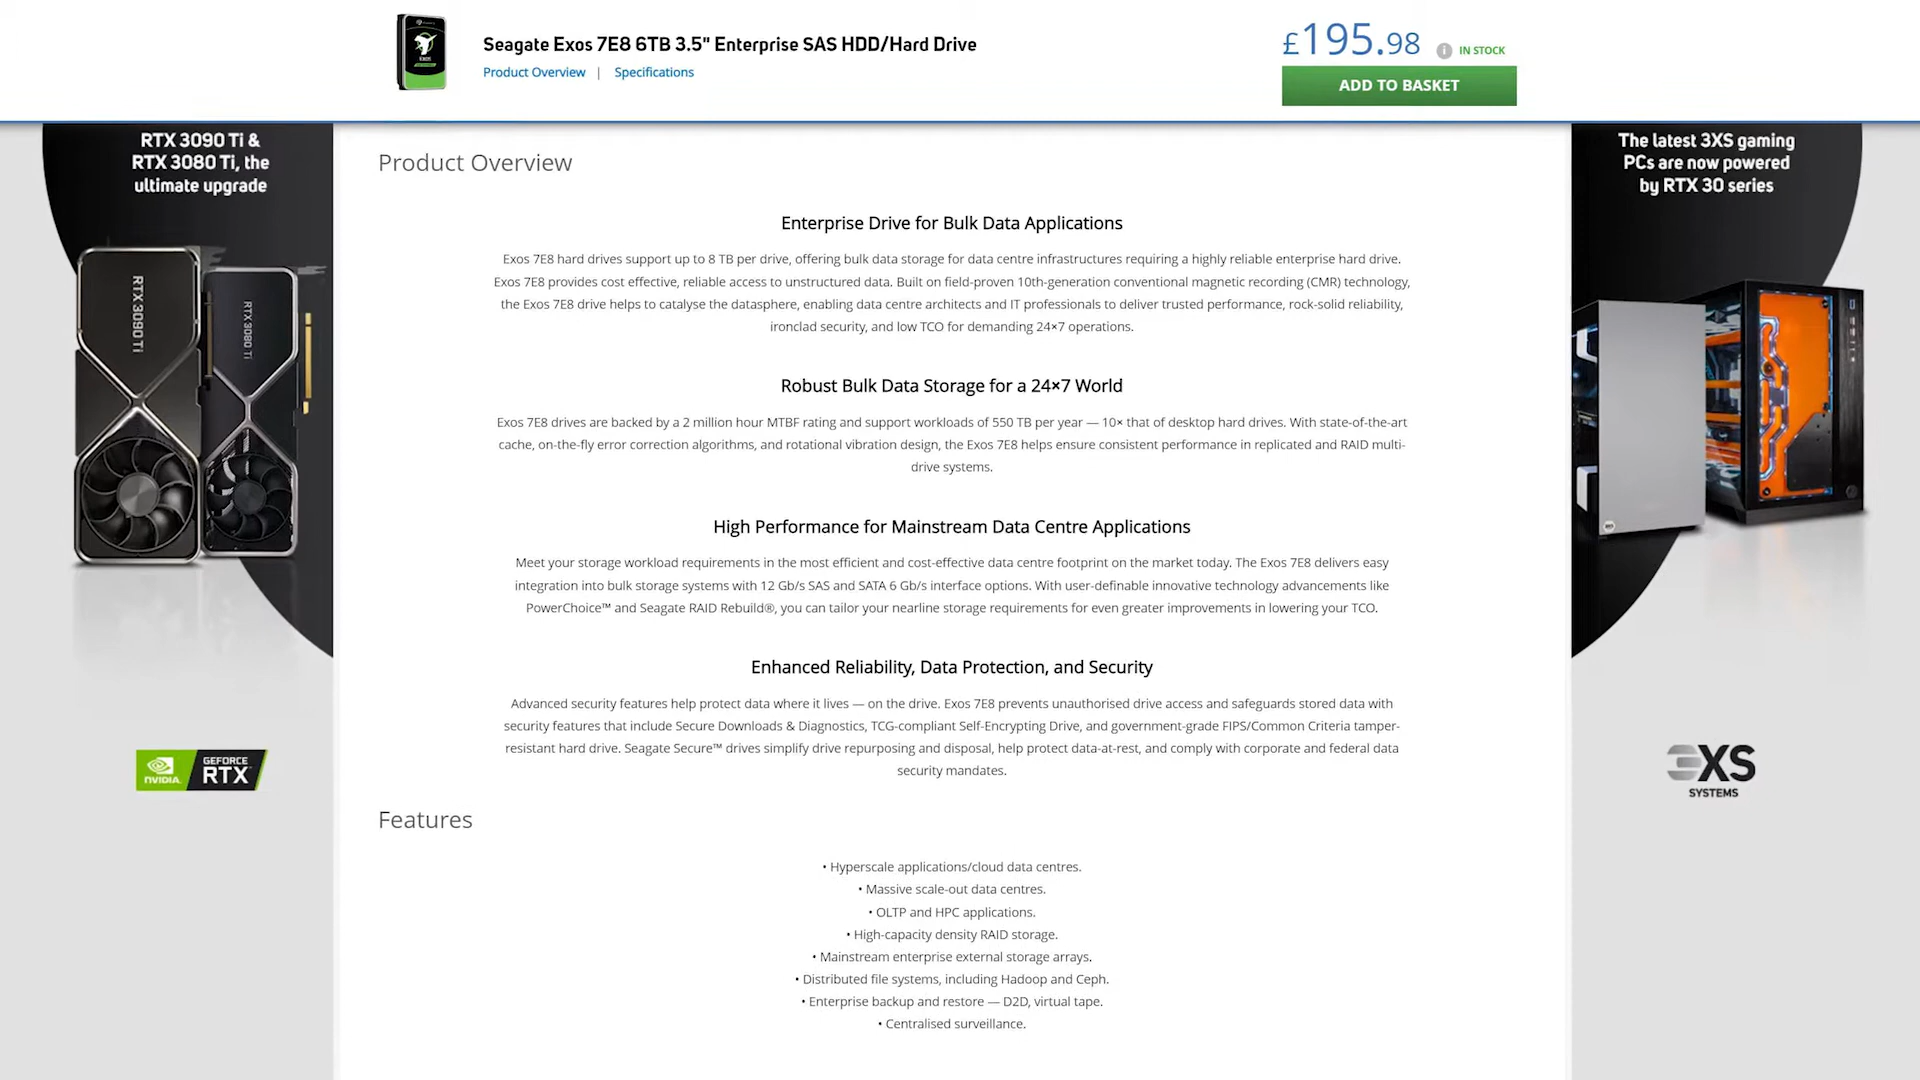 Seagate Exos 7E8 6TB 3.5" Enterprise SAS HDD/Hard Drive
Product Overview | Specifications
£195.98
IN STOCK
ADD TO BASKET
RTX 3090 Ti &
RTX 3080 Ti, the
ultimate upgrade
RTX 3090 Ti
RTX 3080 Ti
NVIDIA.
GEFORCE
RTX
Product Overview
Enterprise Drive for Bulk Data Applications
Exos 7E8 hard drives support up to 8 TB per drive, offering bulk data storage for data centre infrastructures requiring a highly reliable enterprise hard drive.
Exos 7E8 provides cost effective, reliable access to unstructured data. Built on field-proven 10th-generation conventional magnetic recording (CMR) technology,
the Exos 7E8 drive helps to catalyse the datasphere, enabling data centre architects and IT professionals to deliver trusted performance, rock-solid reliability,
ironclad security, and low TCO for demanding 24×7 operations.
Robust Bulk Data Storage for a 24×7 World
Exos 7E8 drives are backed by a 2 million hour MTBF rating and support workloads of 550 TB per year — 10× that of desktop hard drives. With state-of-the-art
cache, on-the-fly error correction algorithms, and rotational vibration design, the Exos 7E8 helps ensure consistent performance in replicated and RAID multi-
drive systems.
High Performance for Mainstream Data Centre Applications
Meet your storage workload requirements in the most efficient and cost-effective data centre footprint on the market today. The Exos 7E8 delivers easy
integration into bulk storage systems with 12 Gb/s SAS and SATA 6 Gb/s interface options. With user-definable innovative technology advancements like
PowerChoice™ and Seagate RAID Rebuild®, you can tailor your nearline storage requirements for even greater improvements in lowering your TCO.
Enhanced Reliability, Data Protection, and Security
Advanced security features help protect data where it lives — on the drive. Exos 7E8 prevents unauthorised drive access and safeguards stored data with
security features that include Secure Downloads & Diagnostics, TCG-compliant Self-Encrypting Drive, and government-grade FIPS/Common Criteria tamper-
resistant hard drive. Seagate Secure™ drives simplify drive repurposing and disposal, help protect data-at-rest, and comply with corporate and federal data
security mandates.
Features
• Hyperscale applications/cloud data centres.
• Massive scale-out data centres.
• OLTP and HPC applications.
• High-capacity density RAID storage.
• Mainstream enterprise external storage arrays.
• Distributed file systems, including Hadoop and Ceph.
• Enterprise backup and restore — D2D, virtual tape.
• Centralised surveillance.
The latest 3XS gaming
PCs are now powered
by RTX 30 series
3XS
SYSTEMS